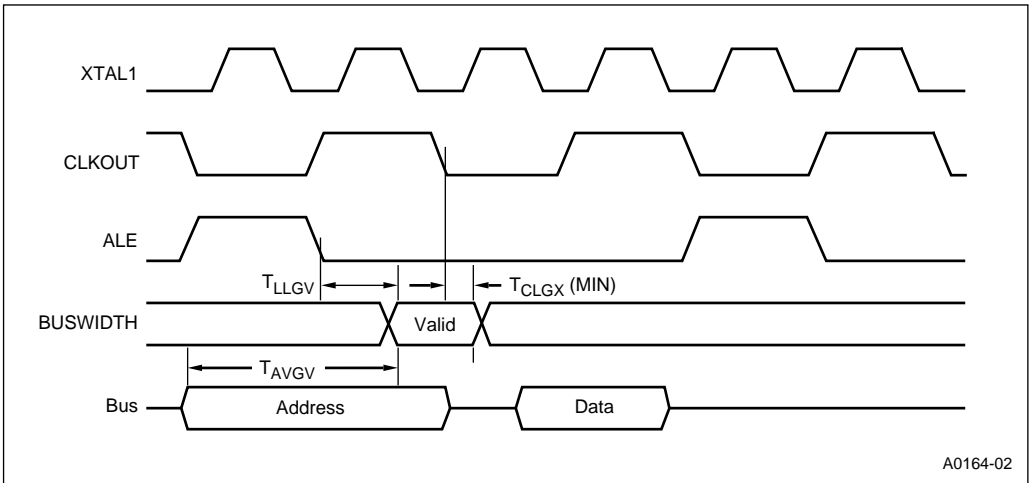 XTAL1
CLKOUT
ALE
TLLGV
TCLGX (MIN)
BUSWIDTH
Valid
TAVGV
Bus
Address
Data
A0164-02